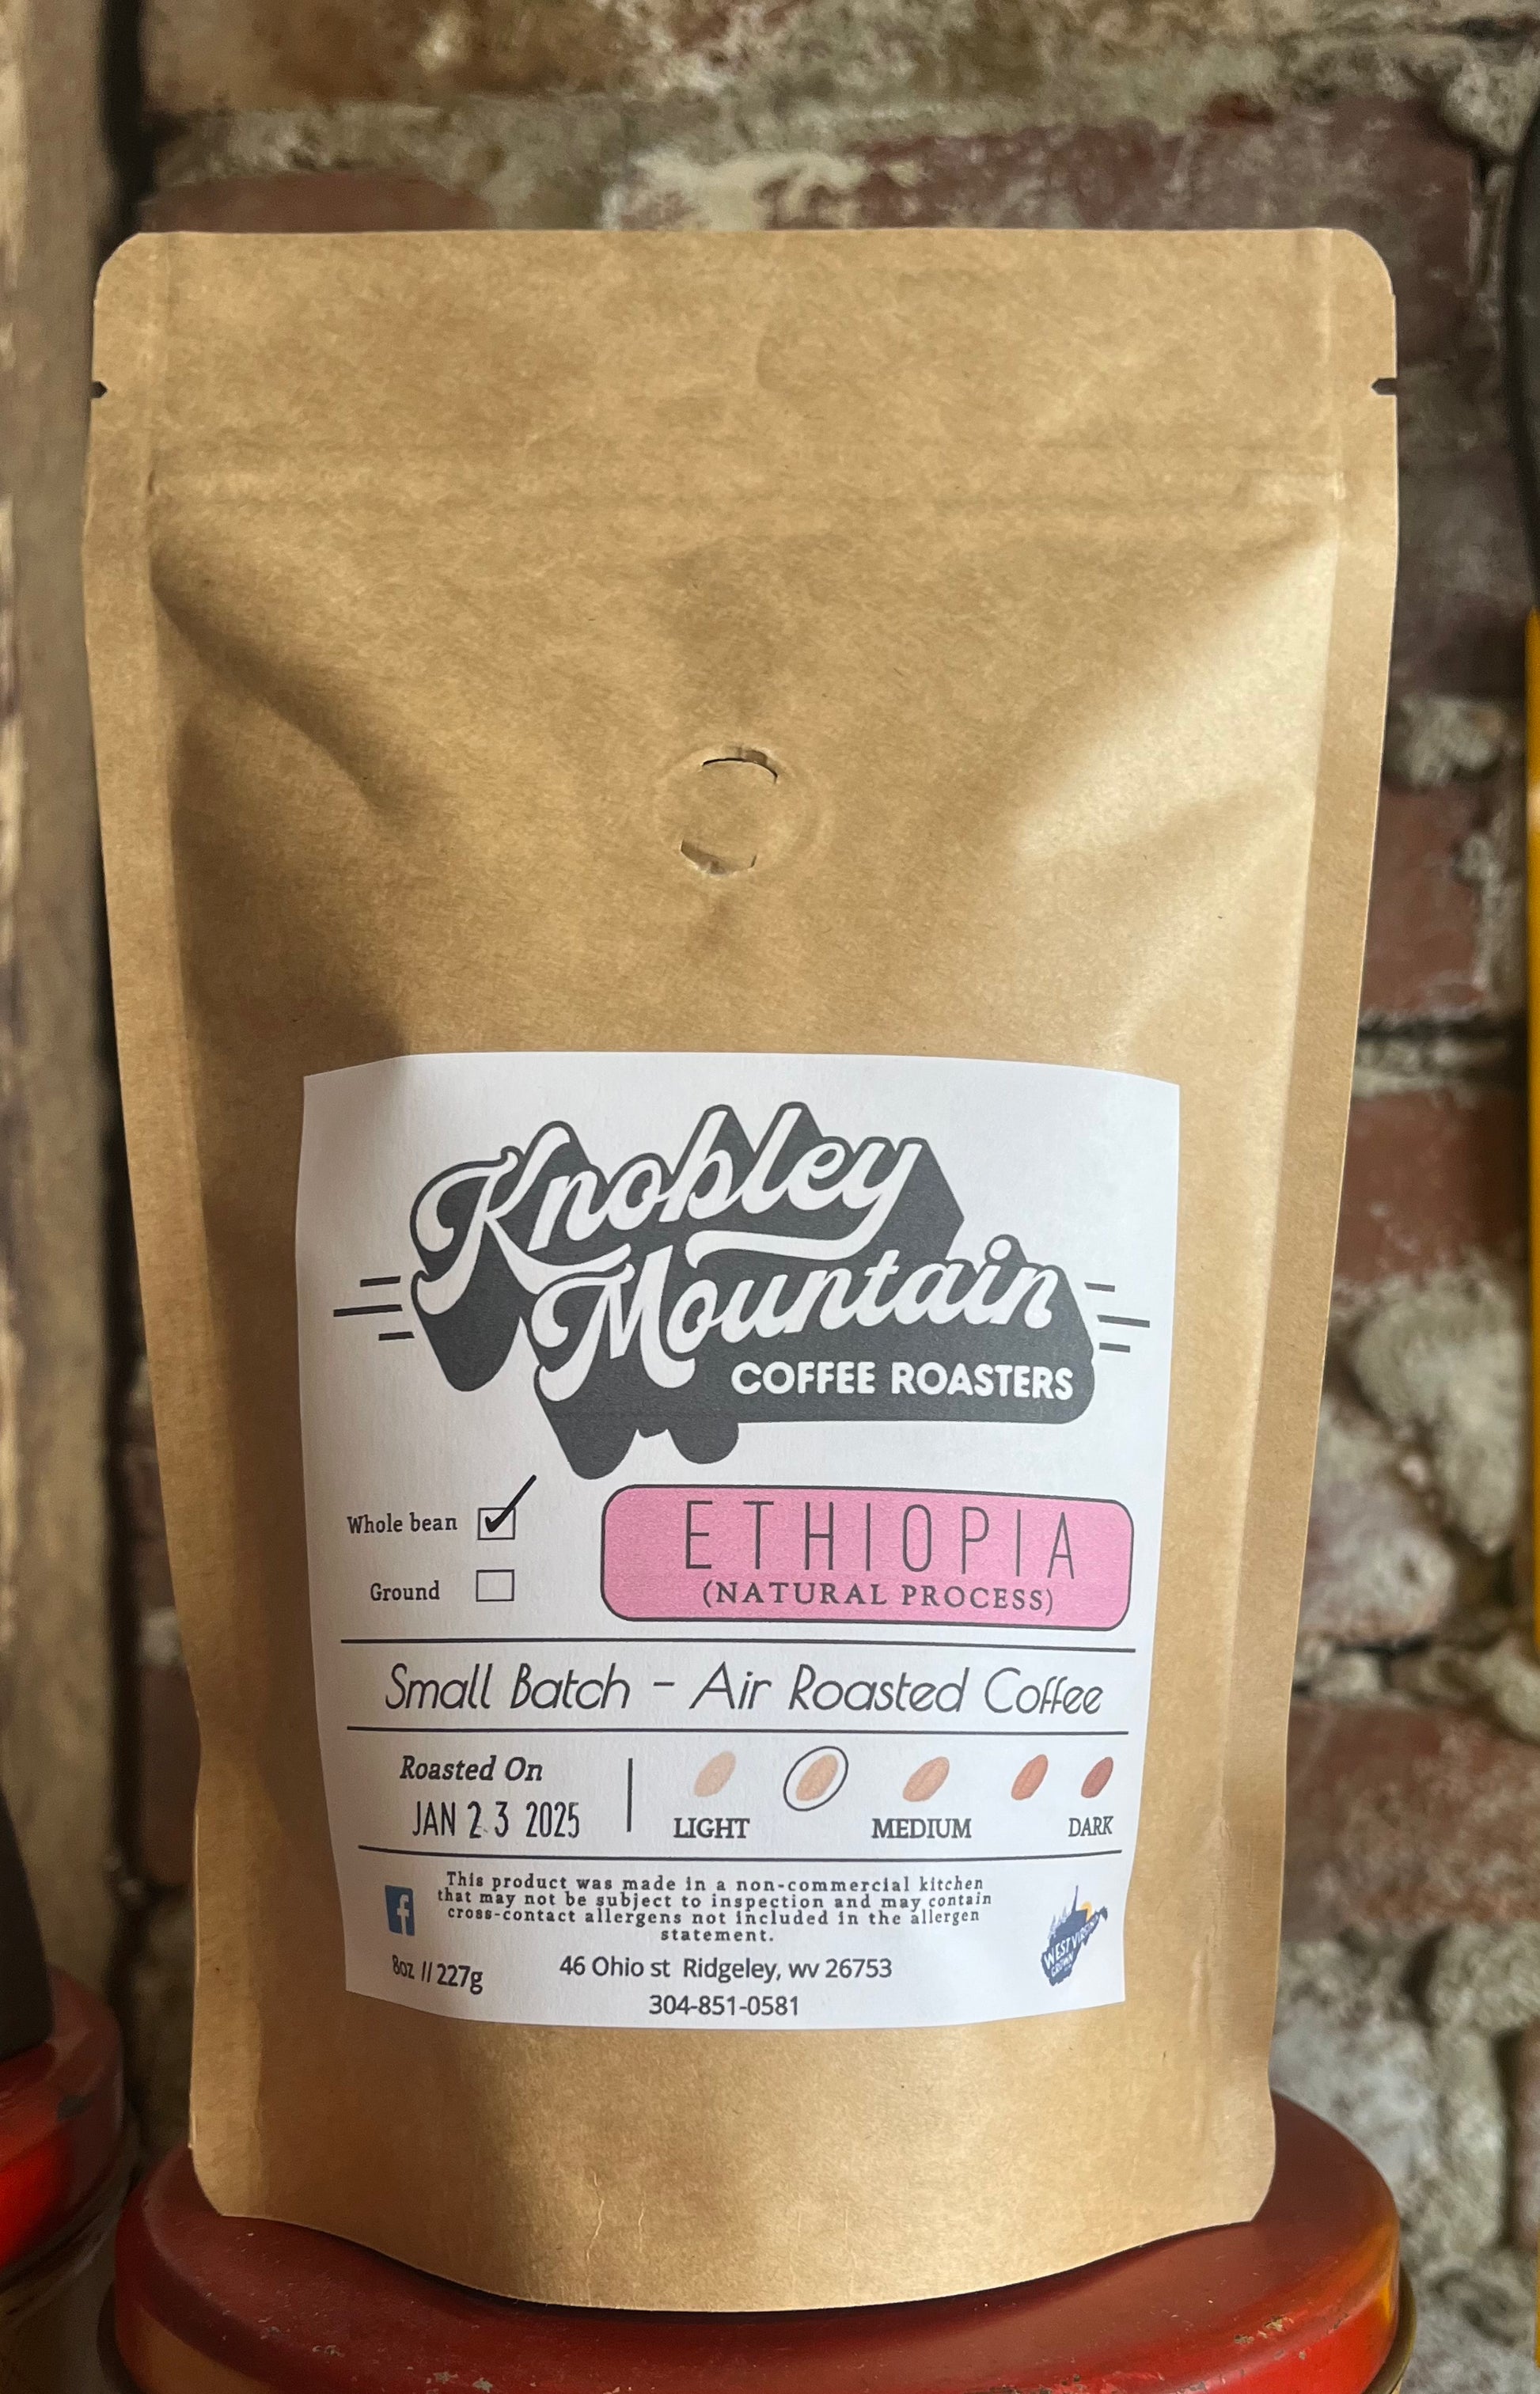 Knobley
Mountain
COFFEE ROASTERS
Whole bean
Ground
ETHIOPIA
(NATURAL PROCESS)
Small Batch - Air Roasted Coffee
Roasted On
JAN 23 2025
LIGHT
MEDIUM
DARK
This product was made in a non-commercial kitchen
that may not be subject to inspection and may contain
cross-contact allergens not included in the allergen
statement.
f
WEST VIRGINIA
GROWN
8oz // 227g
46 Ohio st Ridgeley, wv 26753
304-851-0581